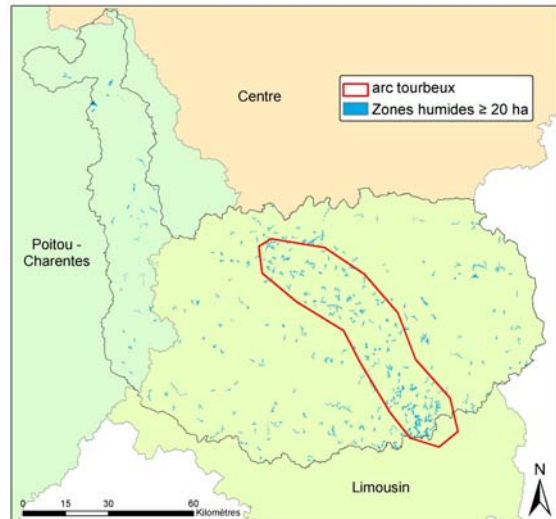 Centre
arc tourbeux
Zones humides ≥ 20 ha
Poitou -
Charentes
Limousin
N
0 15 30 60
Kilomètres